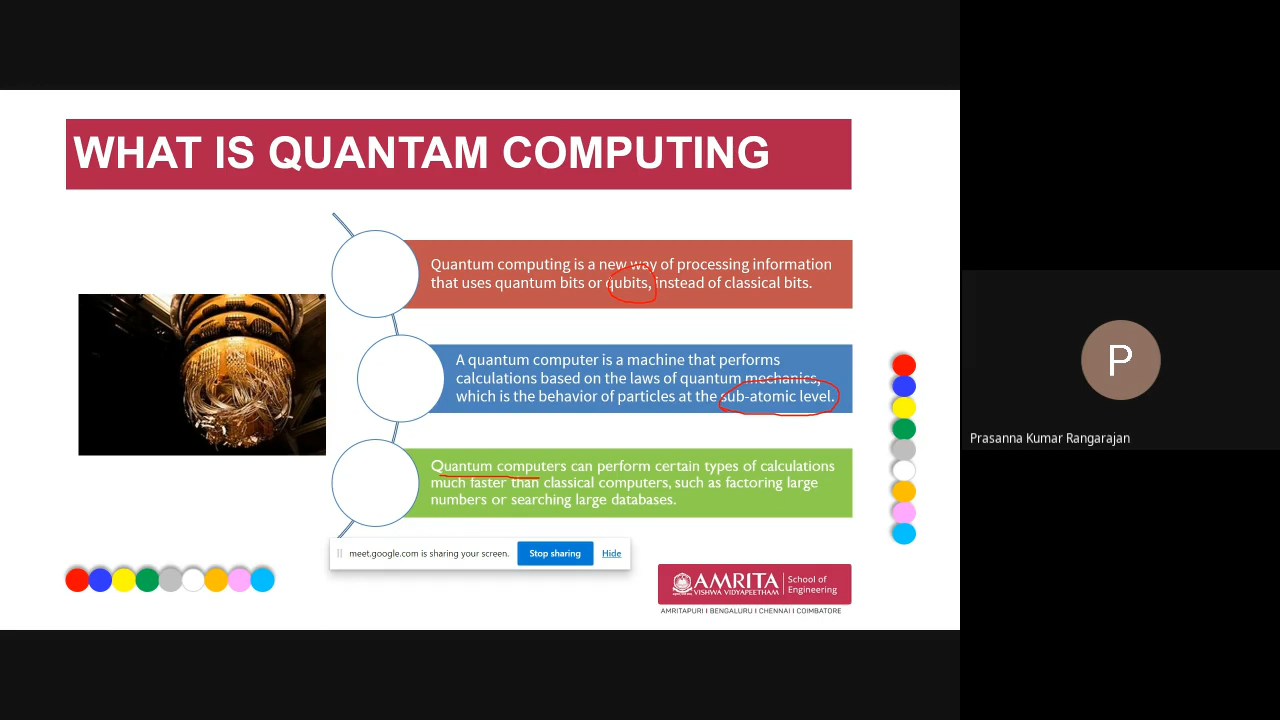 WHAT IS QUANTAM COMPUTING
Quantum computing is a new way of processing information
that uses quantum bits or qubits, instead of classical bits.
A quantum computer is a machine that performs
calculations based on the laws of quantum mechanics,
which is the behavior of particles at the sub-atomic level.
Quantum computers can perform certain types of calculations
much faster than classical computers, such as factoring large
numbers or searching large databases.
meet.google.com is sharing your screen. Stop sharing Hide
AMRITA
VISHWA VIDYAPEETHAM
School of
Engineering
AMRITAPURI I BENGALURU I CHENNAI I COIMBATORE
P
Prasanna Kumar Rangarajan